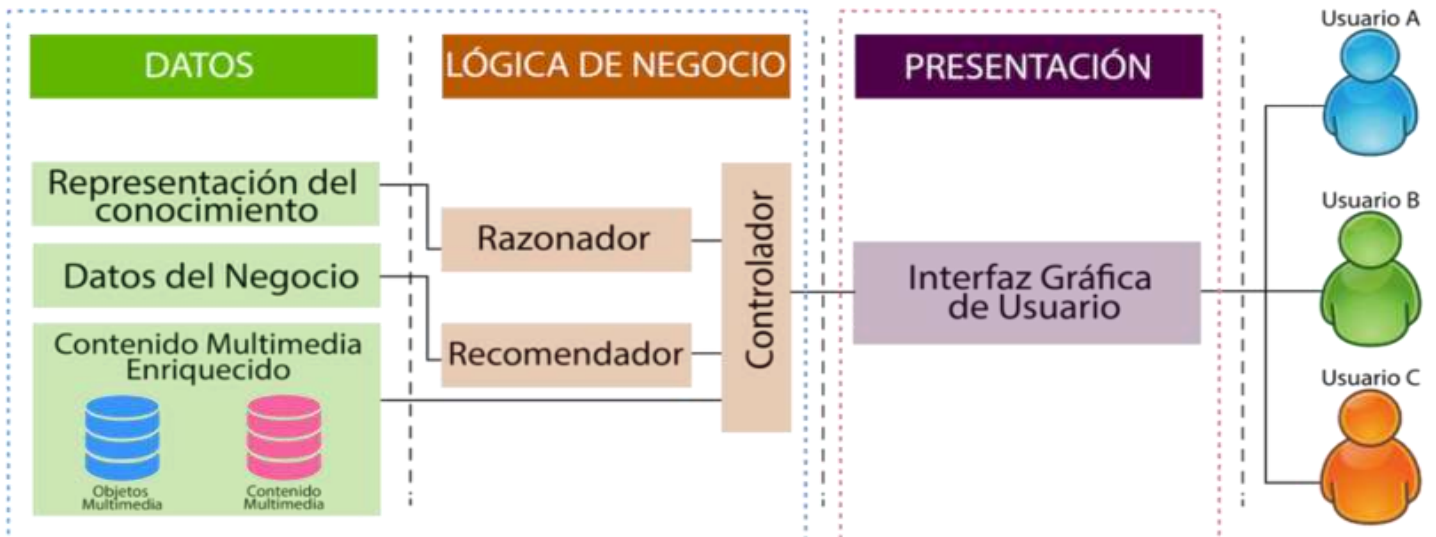 DATOS
LÓGICA DE NEGOCIO
PRESENTACIÓN
Usuario A
Representación del
conocimiento
Datos del Negocio
Contenido Multimedia
Enriquecido
Objetos
Multimedia
Contenido
Multimedia
Razonador
Recomendador
Controlador
Interfaz Gráfica
de Usuario
Usuario B
Usuario C